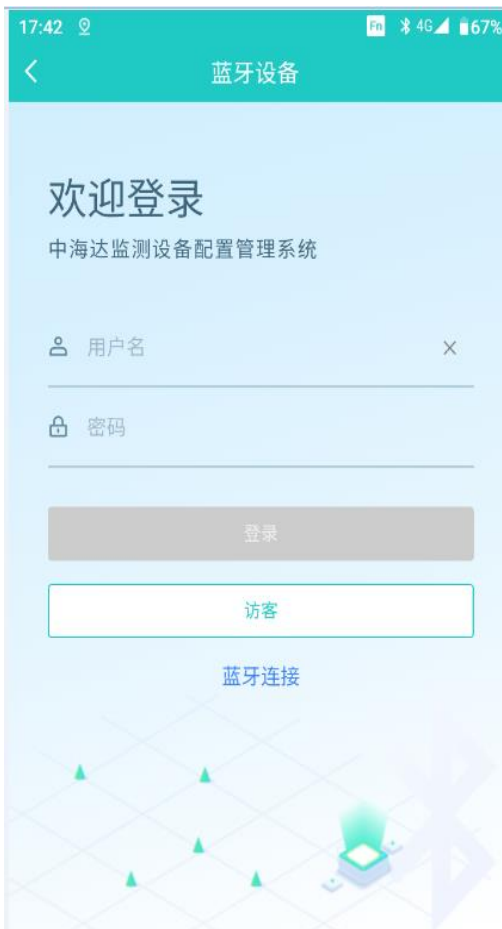 17:42 Fn 4G 67%
蓝牙设备
欢迎登录
中海达监测设备配置管理系统
用户名
密码
登录
访客
蓝牙连接